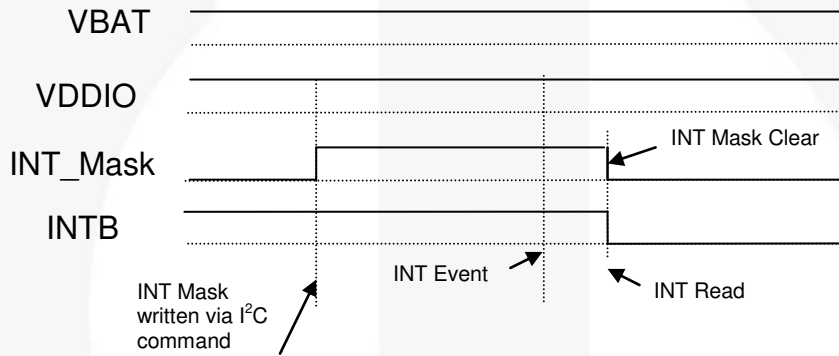 VBAT
VDDIO
INT_Mask
INT Mask Clear
INTB
INT Event
INT Read
INT Mask
written via I²C
command